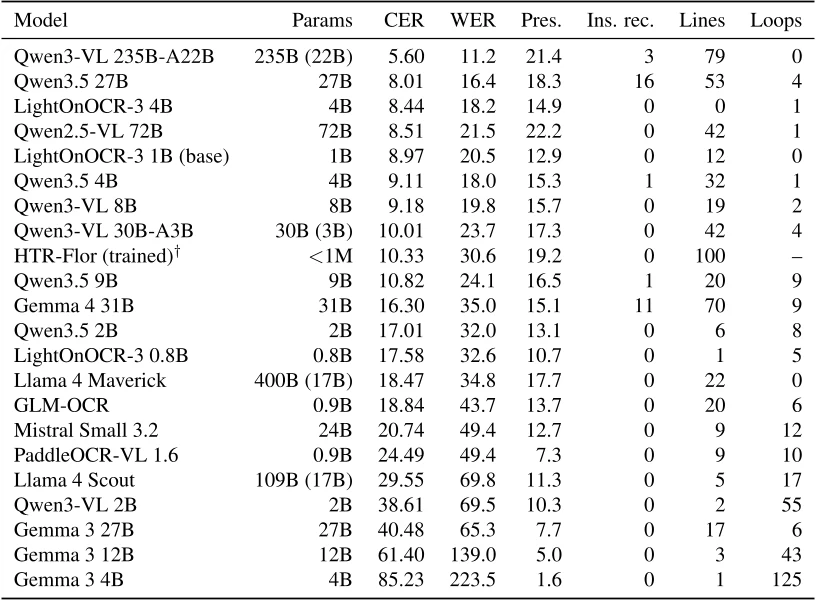 Model Params CER WER Pres. Ins. rec. Lines Loops
Qwen3-VL 235B-A22B 235B (22B) 5.60 11.2 21.4 3 79 0
Qwen3.5 27B 27B 8.01 16.4 18.3 16 53 4
LightOnOCR-3 4B 4B 8.44 18.2 14.9 0 0 1
Qwen2.5-VL 72B 72B 8.51 21.5 22.2 0 42 1
LightOnOCR-3 1B (base) 1B 8.97 20.5 12.9 0 12 0
Qwen3.5 4B 4B 9.11 18.0 15.3 1 32 1
Qwen3-VL 8B 8B 9.18 19.8 15.7 0 19 2
Qwen3-VL 30B-A3B 30B (3B) 10.01 23.7 17.3 0 42 4
HTR-Flor (trained)† <1M 10.33 30.6 19.2 0 100 –
Qwen3.5 9B 9B 10.82 24.1 16.5 1 20 9
Gemma 4 31B 31B 16.30 35.0 15.1 11 70 9
Qwen3.5 2B 2B 17.01 32.0 13.1 0 6 8
LightOnOCR-3 0.8B 0.8B 17.58 32.6 10.7 0 1 5
Llama 4 Maverick 400B (17B) 18.47 34.8 17.7 0 22 0
GLM-OCR 0.9B 18.84 43.7 13.7 0 20 6
Mistral Small 3.2 24B 20.74 49.4 12.7 0 9 12
PaddleOCR-VL 1.6 0.9B 24.49 49.4 7.3 0 9 10
Llama 4 Scout 109B (17B) 29.55 69.8 11.3 0 5 17
Qwen3-VL 2B 2B 38.61 69.5 10.3 0 2 55
Gemma 3 27B 27B 40.48 65.3 7.7 0 17 6
Gemma 3 12B 12B 61.40 139.0 5.0 0 3 43
Gemma 3 4B 4B 85.23 223.5 1.6 0 1 125